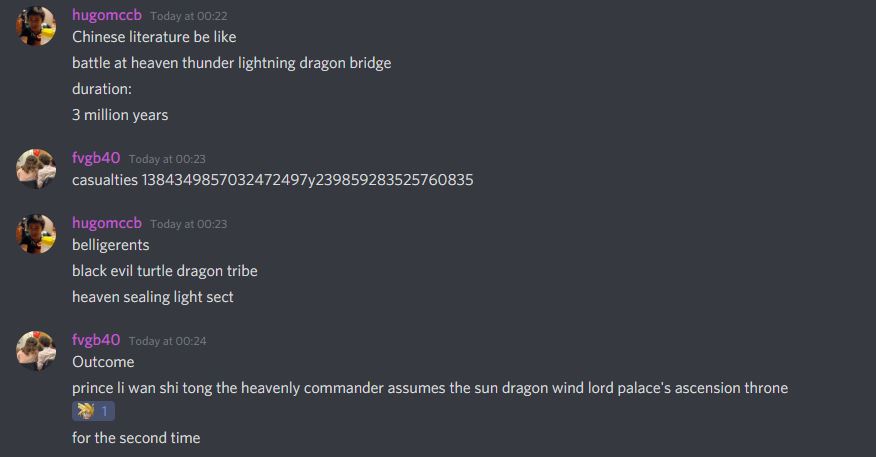 hugomccb Today at 00:22
Chinese literature be like
battle at heaven thunder lightning dragon bridge
duration:
3 million years
fvgb40 Today at 00:23
casualties 1384349857032472497y239859283525760835
hugomccb Today at 00:23
belligerents
black evil turtle dragon tribe
heaven sealing light sect
fvgb40 Today at 00:24
Outcome
prince li wan shi tong the heavenly commander assumes the sun dragon wind lord palace's ascension throne
1
for the second time